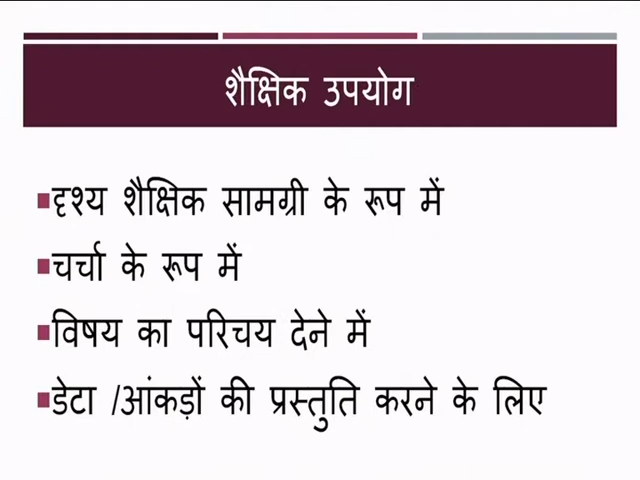 शैक्षिक उपयोग
दृश्य शैक्षिक सामग्री के रूप में
चर्चा के रूप में
विषय का परिचय देने में
डेटा /आंकड़ों की प्रस्तुति करने के लिए